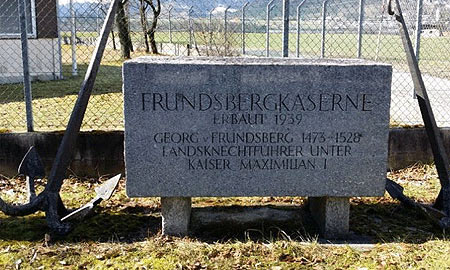 FRUNDSBERGKASERNE
ERBAUT 1939
GEORG v FRUNDSBERG 1473-1528
LANDSKNECHTFÜHRER UNTER
KAISER MAXIMILIAN I